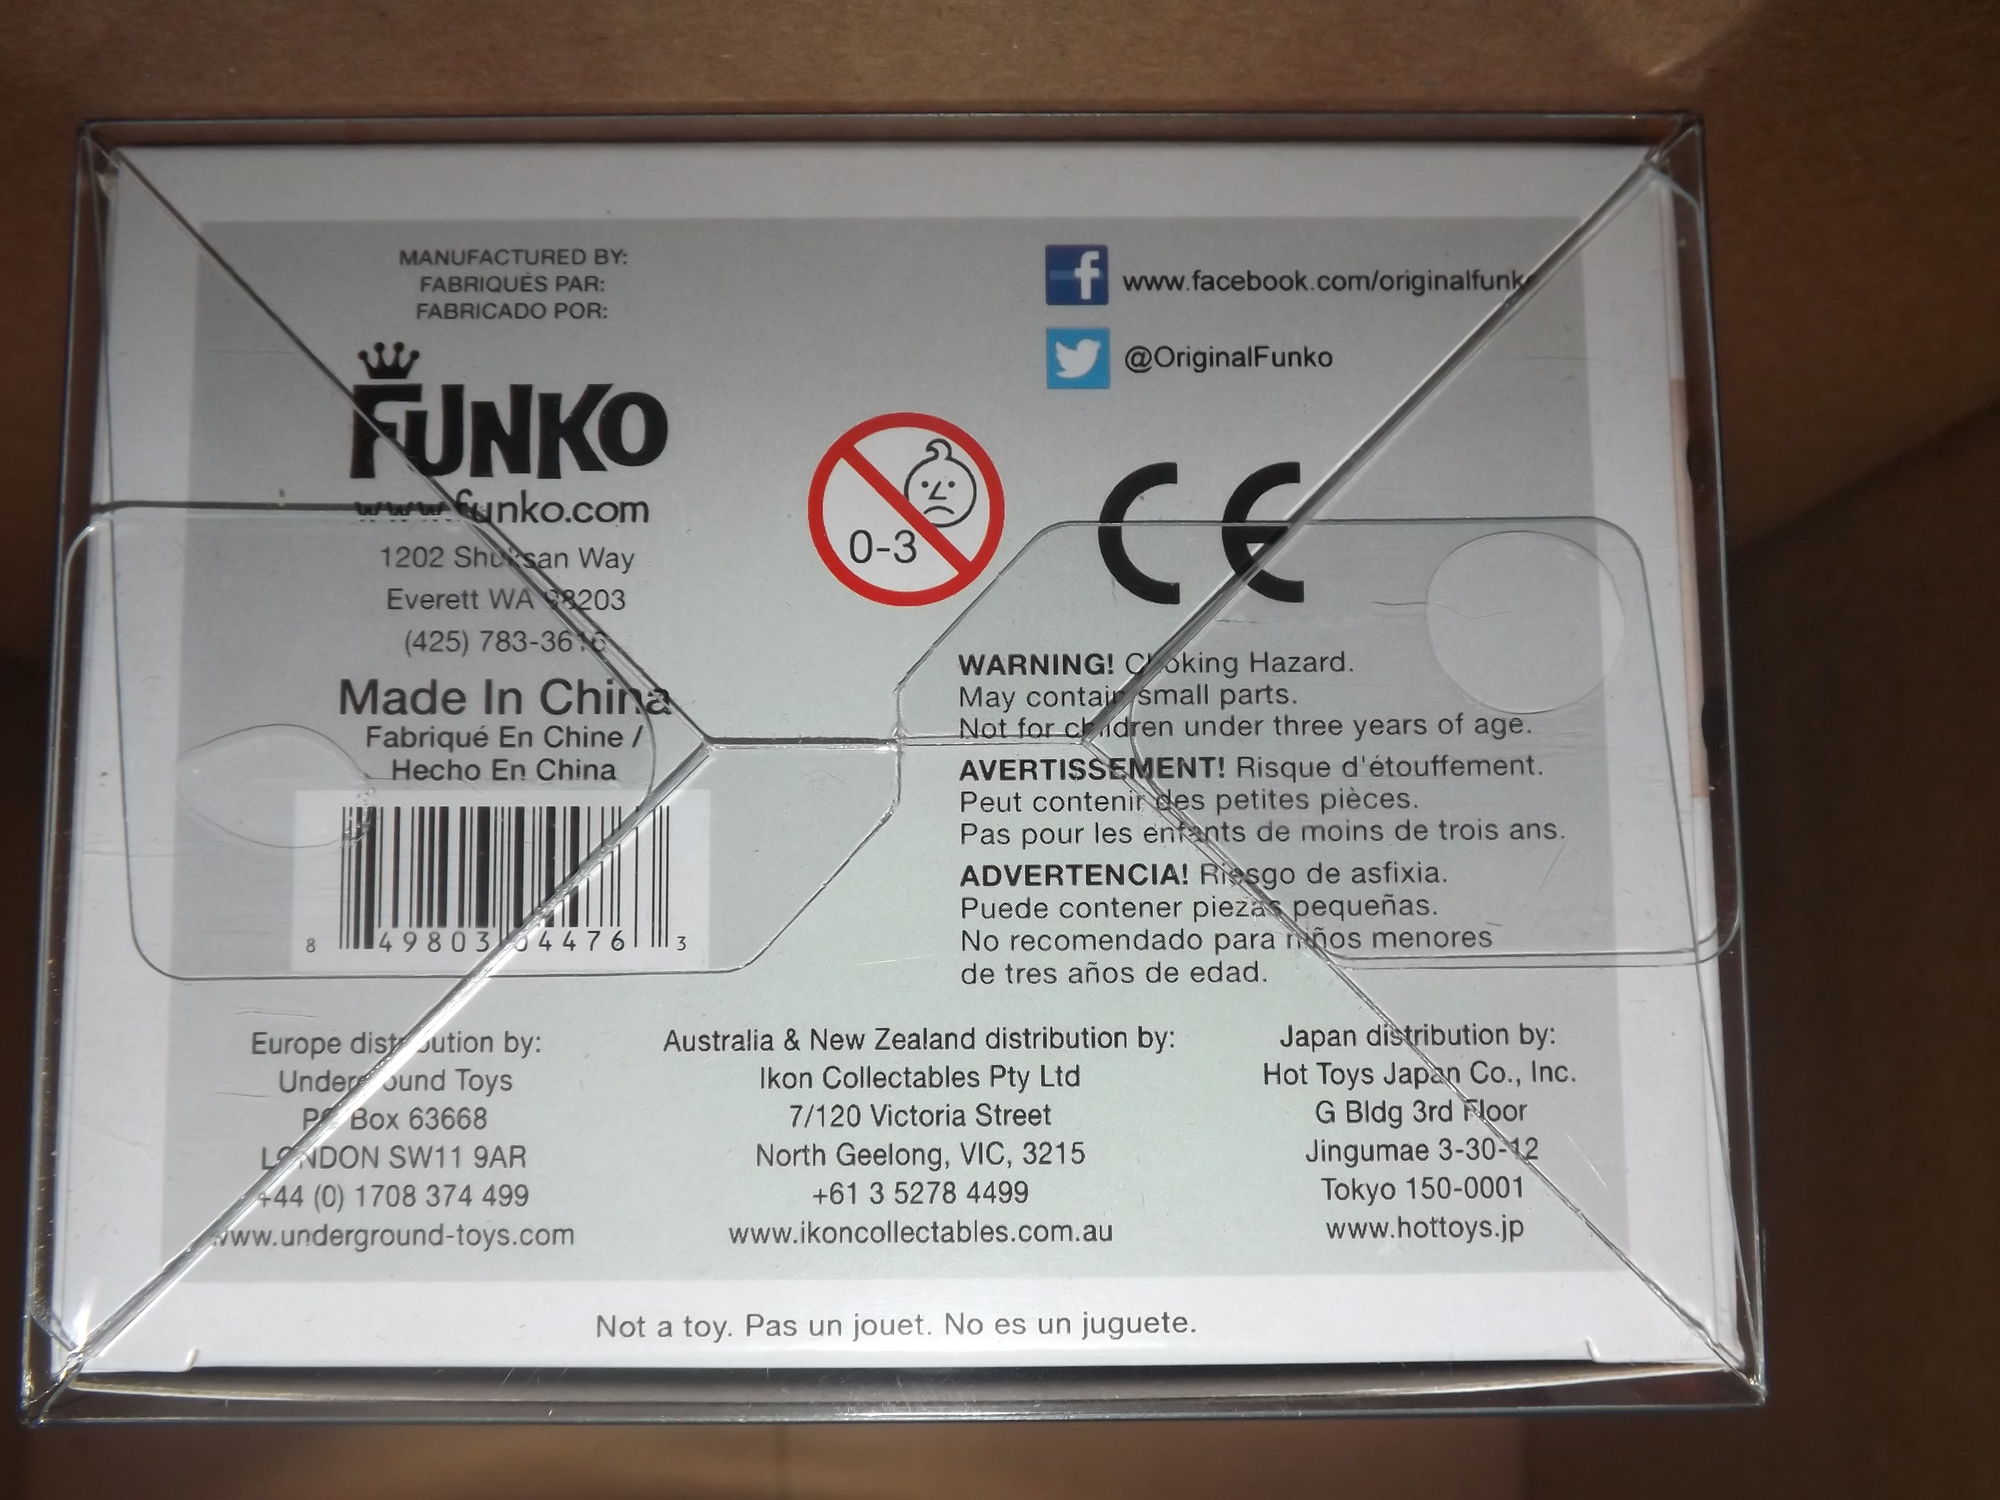 MANUFACTURED BY:
FABRIQUÉS PAR:
FABRICADO POR:
FUNKO
www.funko.com
1202 Shuksan Way
Everett WA 98203
(425) 783-3616
Made In China
Fabriqué En Chine /
Hecho En China
8 49803 04476 3
f www.facebook.com/originalfunko
@OriginalFunko
0-3
CE
WARNING! Choking Hazard.
May contain small parts.
Not for children under three years of age.
AVERTISSEMENT! Risque d'étouffement.
Peut contenir des petites pièces.
Pas pour les enfants de moins de trois ans.
ADVERTENCIA! Riesgo de asfixia.
Puede contener piezas pequeñas.
No recomendado para niños menores
de tres años de edad.
Europe distribution by:
Underground Toys
PO Box 63668
LONDON SW11 9AR
+44 (0) 1708 374 499
www.underground-toys.com
Australia & New Zealand distribution by:
Ikon Collectables Pty Ltd
7/120 Victoria Street
North Geelong, VIC, 3215
+61 3 5278 4499
www.ikoncollectables.com.au
Japan distribution by:
Hot Toys Japan Co., Inc.
G Bldg 3rd Floor
Jingumae 3-30-12
Tokyo 150-0001
www.hottoys.jp
Not a toy. Pas un jouet. No es un juguete.